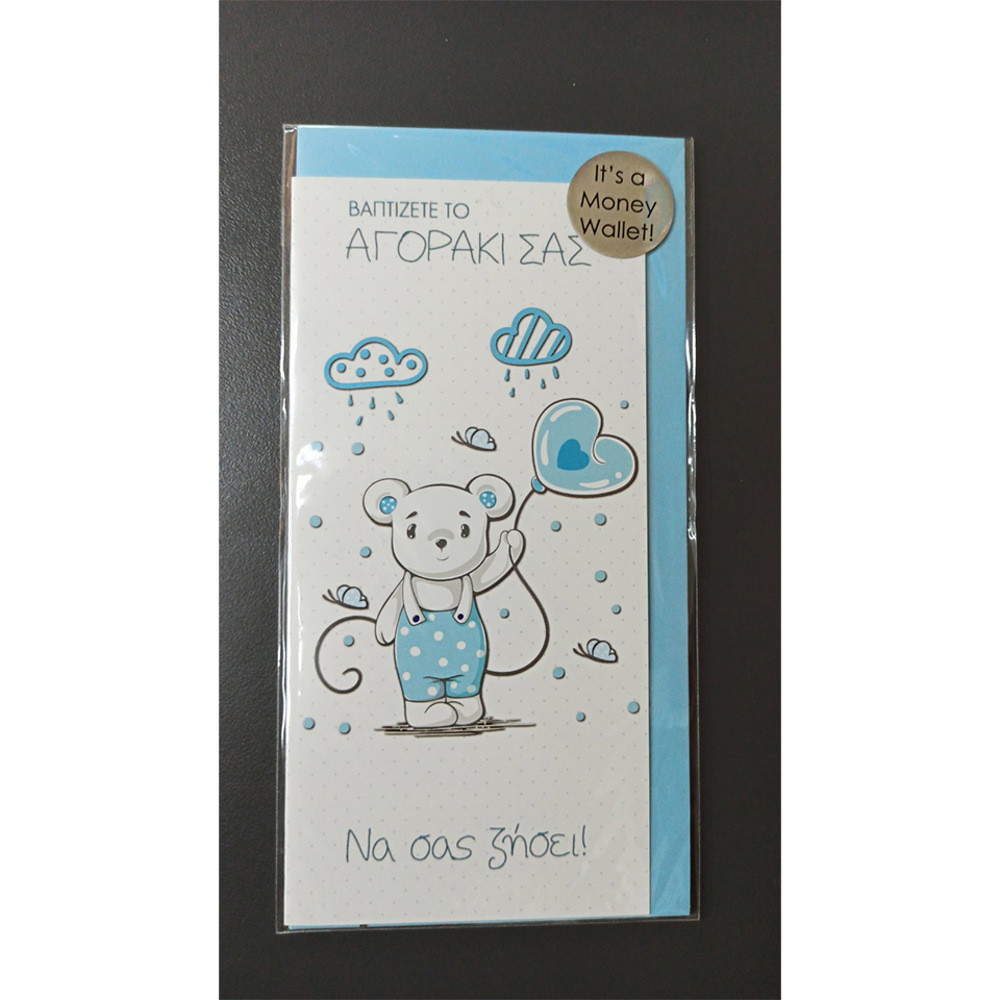 It's a
Money
Wallet!
ΒΑΠΤΙΖΕΤΕ ΤΟ
ΑΓΟΡΑΚΙ ΣΑΣ
Να σας ζήσει!